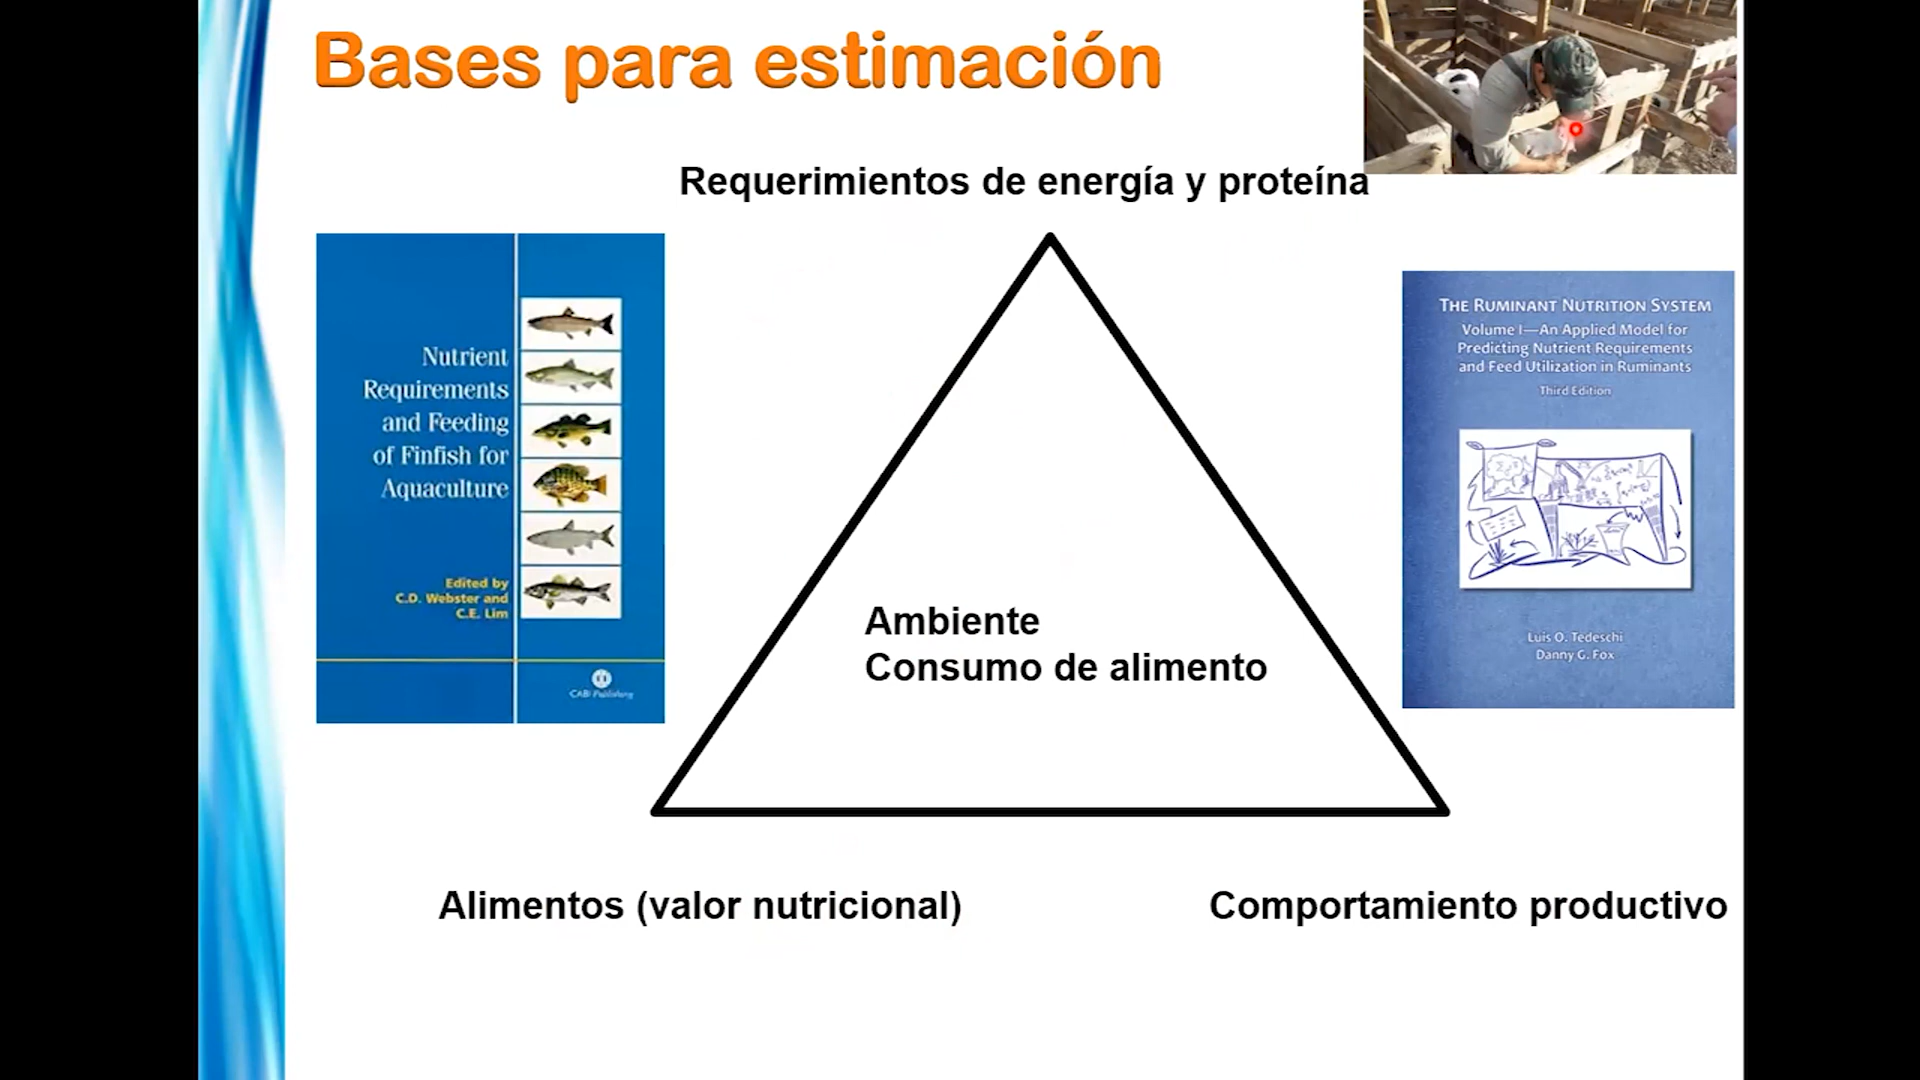 Bases para estimación
Requerimientos de energía y proteína
Nutrient
Requirements
and Feeding
of Finfish for
Aquaculture
Edited by
C.D. Webster and
C.E. Lim
CABI Publishing
THE RUMINANT NUTRITION SYSTEM
Volume I—An Applied Model for
Predicting Nutrient Requirements
and Feed Utilization in Ruminants
Third Edition
Luis O. Tedeschi
Danny G. Fox
Ambiente
Consumo de alimento
Alimentos (valor nutricional)
Comportamiento productivo